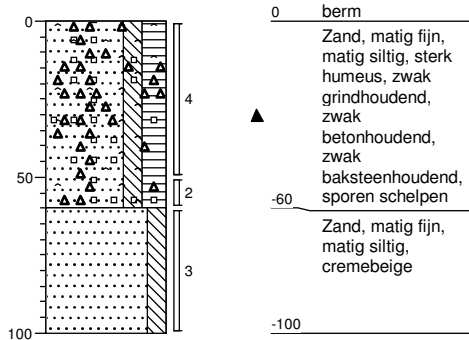 0
50
100
4
2
3
0 berm
Zand, matig fijn,
matig siltig, sterk
humeus, zwak
grindhoudend,
zwak
betonhoudend,
zwak
baksteenhoudend,
sporen schelpen
-60
Zand, matig fijn,
matig siltig,
cremebeige
-100